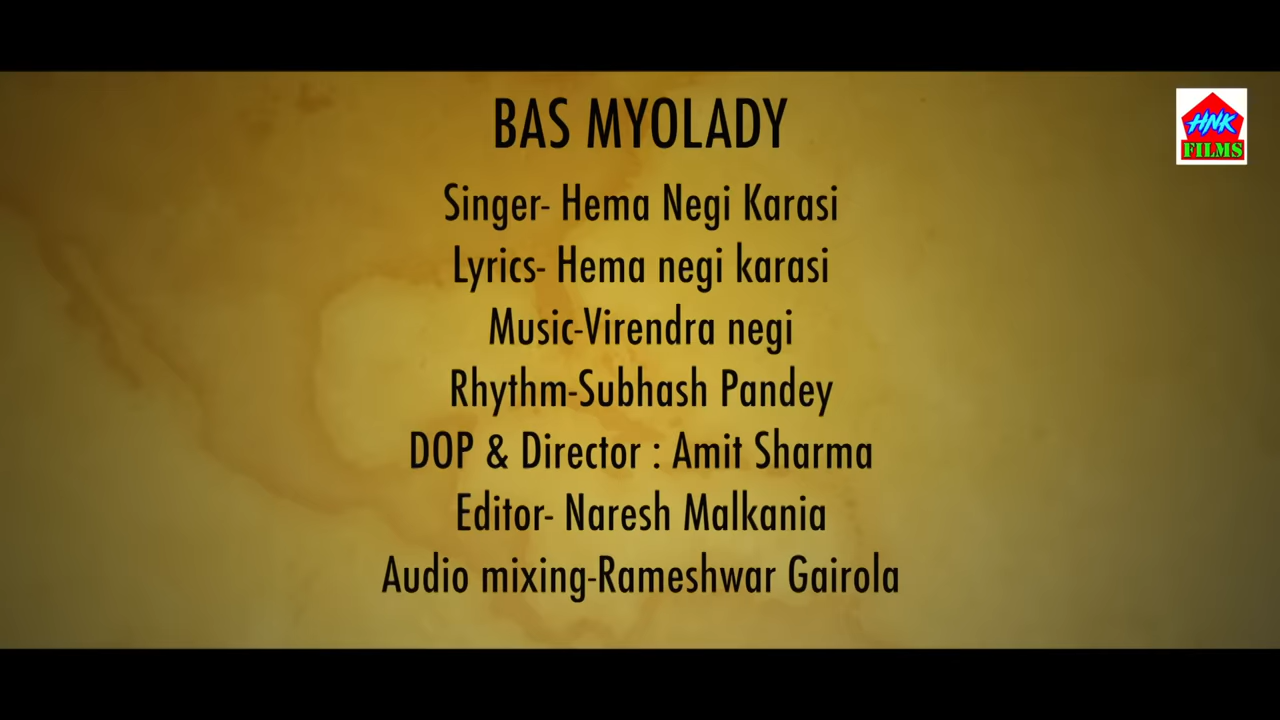 BAS MYOLADY
HNK
FILMS
Singer- Hema Negi Karasi
Lyrics- Hema negi karasi
Music-Virendra negi
Rhythm-Subhash Pandey
DOP & Director : Amit Sharma
Editor- Naresh Malkania
Audio mixing-Rameshwar Gairola